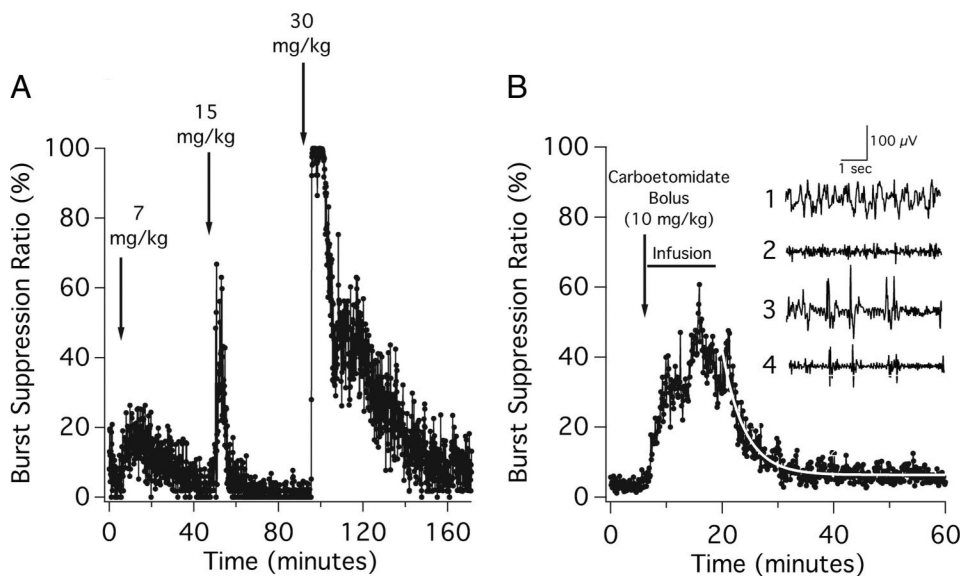 A
30
mg/kg
15
mg/kg
7
mg/kg
Burst Suppression Ratio (%)
100
80
60
40
20
0
0
40
80
120
160
Time (minutes)
B
100 µV
1 sec
Carboetomidate
Bolus
(10 mg/kg)
Infusion
1
2
3
4
Burst Suppression Ratio (%)
100
80
60
40
20
0
0
20
40
60
Time (minutes)